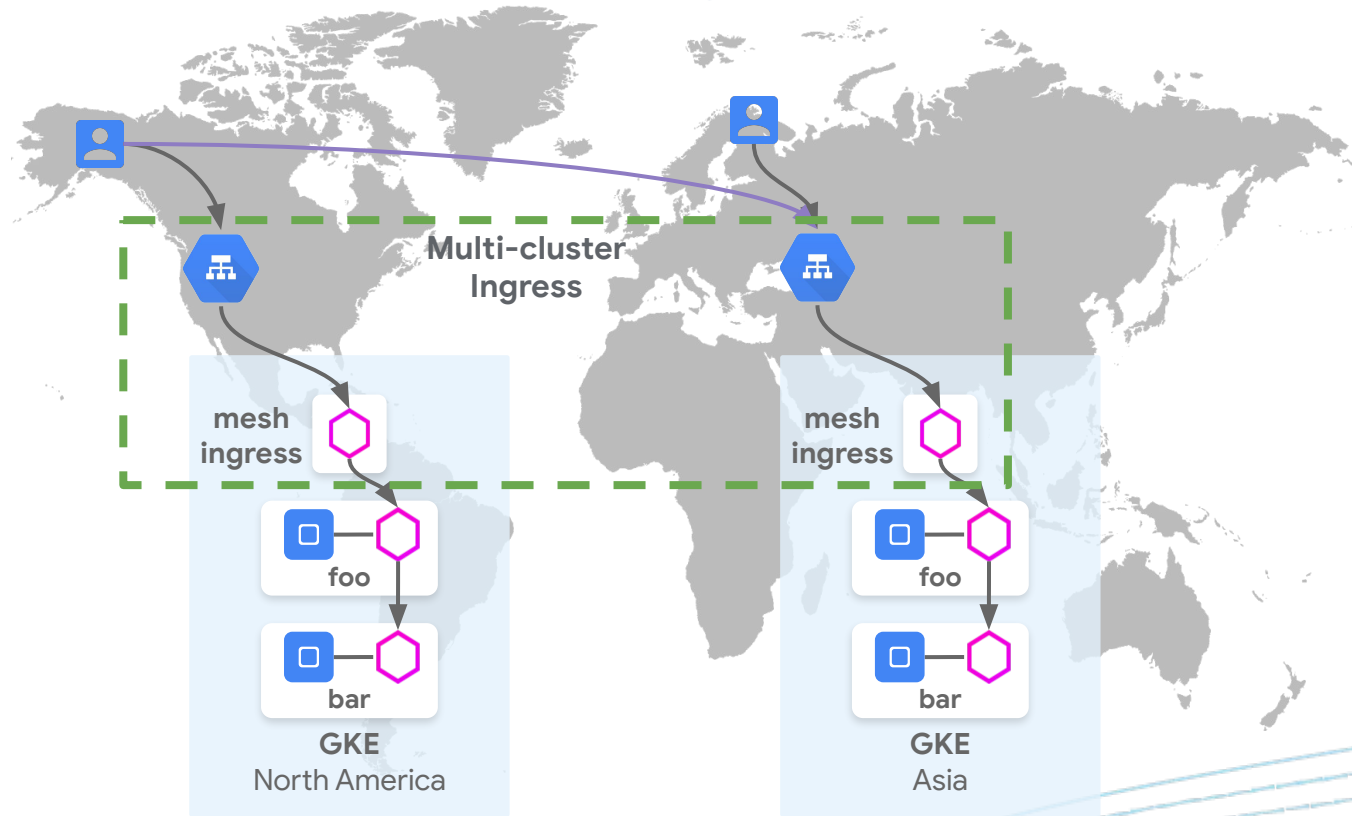 Multi-cluster
Ingress
mesh
ingress
mesh
ingress
foo
foo
bar
bar
GKE
North America
GKE
Asia